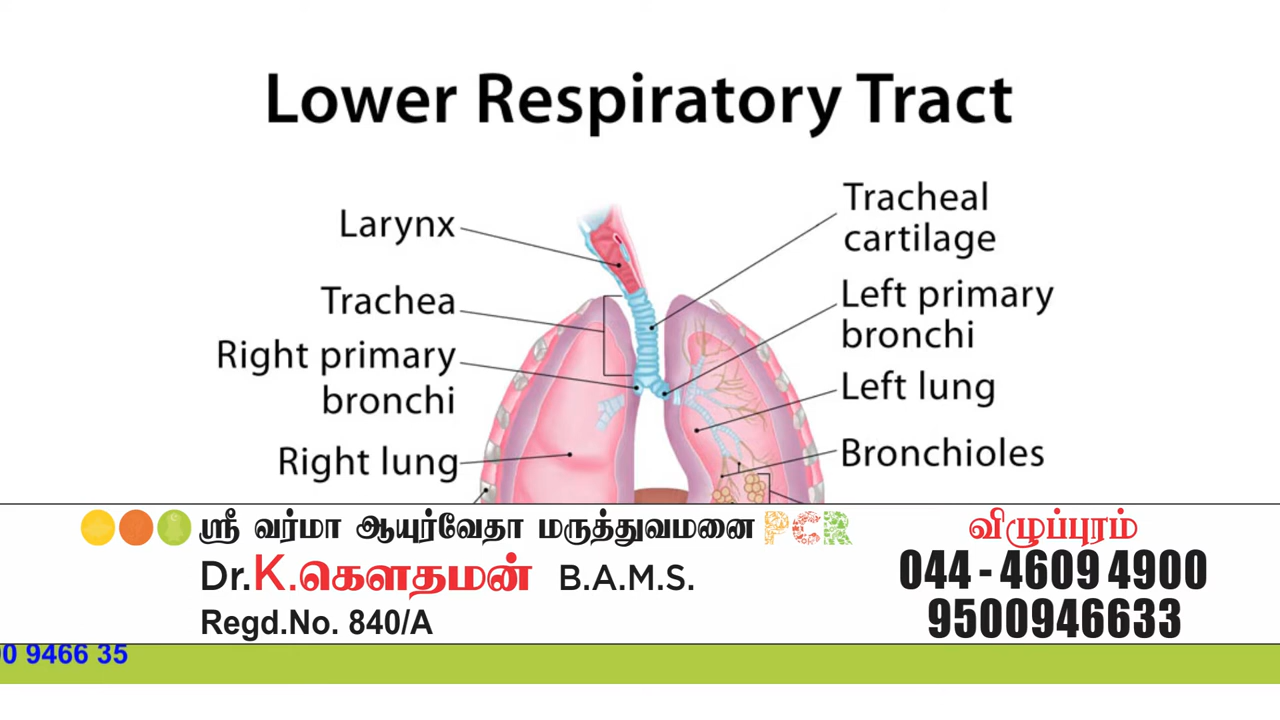 Lower Respiratory Tract
Larynx
Trachea
Right primary
bronchi
Right lung
Tracheal
cartilage
Left primary
bronchi
Left lung
Bronchioles
ஸ்ரீ வர்மா ஆயுர்வேதா மருத்துவமனை PCR
Dr.K.கௌதமன் B.A.M.S.
Regd.No. 840/A
விழுப்புரம்
044 - 4609 4900
9500946633
0 9466 35